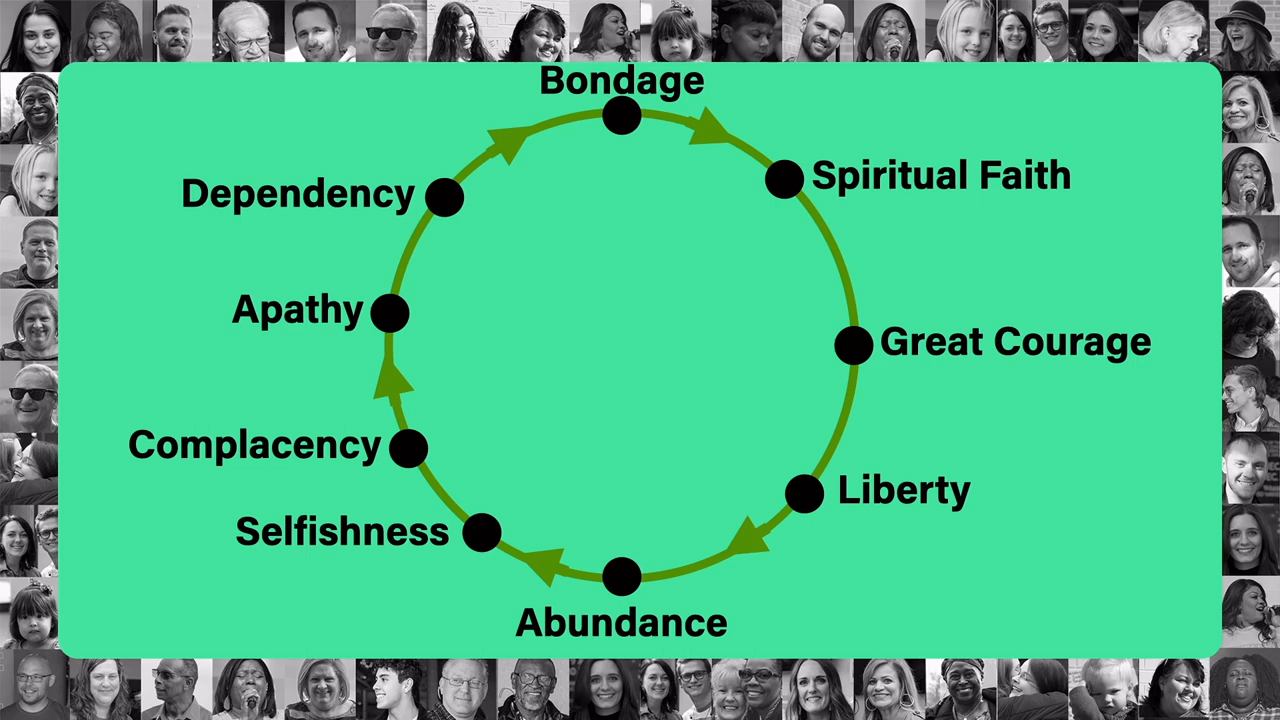 Bondage
Spiritual Faith
Great Courage
Liberty
Abundance
Selfishness
Complacency
Apathy
Dependency